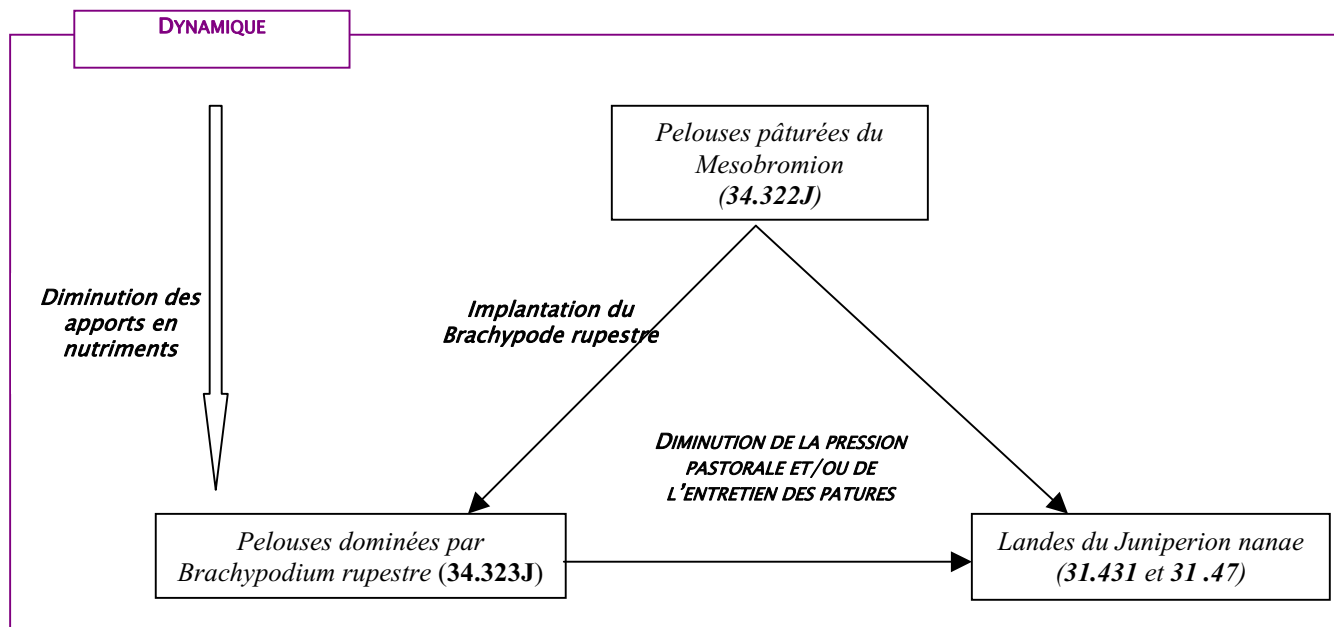 DYNAMIQUE
Pelouses pâturées du
Mesobromion
(34.322J)
Diminution des
apports en
nutriments
Implantation du
Brachypode rupestre
DIMINUTION DE LA PRESSION
PASTORALE ET/OU DE
L'ENTRETIEN DES PATURES
Pelouses dominées par
Brachypodium rupestre (34.323J)
Landes du Juniperion nanae
(31.431 et 31 .47)